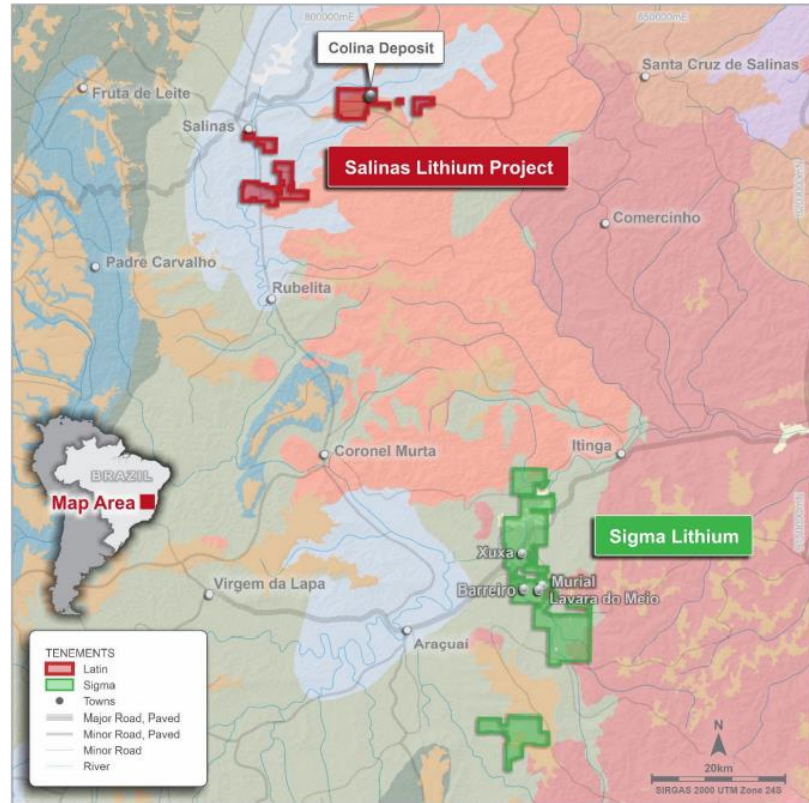 800000mE
850000mE
Colina Deposit
Santa Cruz de Salinas
Fruta de Leite
Salinas
Salinas Lithium Project
Comercinho
Padre Carvalho
Rubelita
Coronel Murta
Itinga
BRAZIL
Map Area
Sigma Lithium
Xuxa
Murial
Barreiro
Lavara do Meio
Virgem da Lapa
Araçuaí
TENEMENTS
Latin
Sigma
Towns
Major Road, Paved
Minor Road, Paved
Minor Road
River
N
20km
SIRGAS 2000 UTM Zone 24S